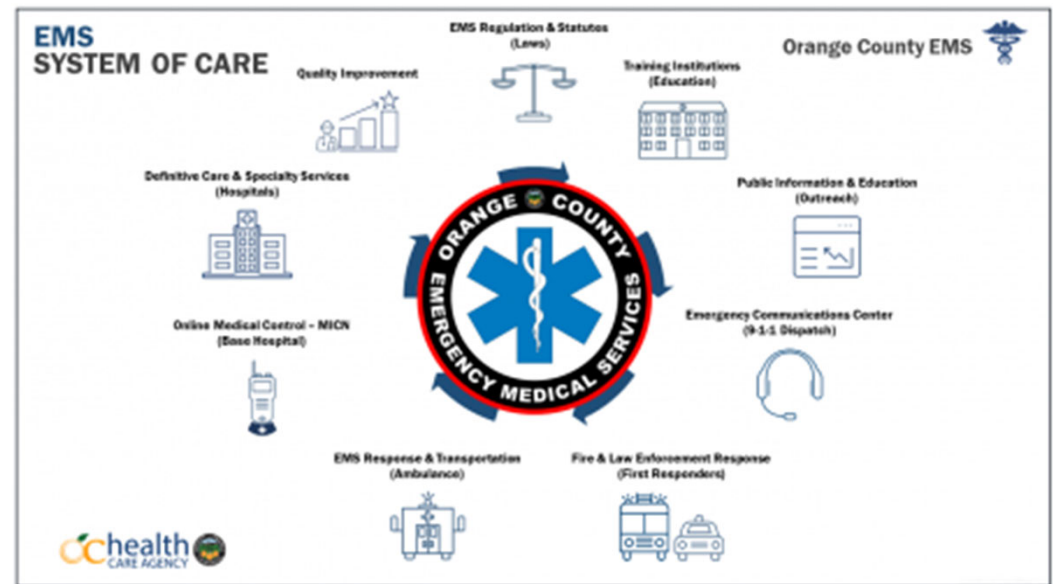 EMS
SYSTEM OF CARE
Orange County EMS
EMS Regulation & Statutes
(Laws)
Training Institutions
(Education)
Public Information & Education
(Outreach)
Emergency Communications Center
(9-1-1 Dispatch)
Fire & Law Enforcement Response
(First Responders)
EMS Response & Transportation
(Ambulance)
Online Medical Control – MICN
(Base Hospital)
Definitive Care & Specialty Services
(Hospitals)
Quality Improvement
ORANGE COUNTY
EMERGENCY MEDICAL SERVICES
oc health
CARE AGENCY